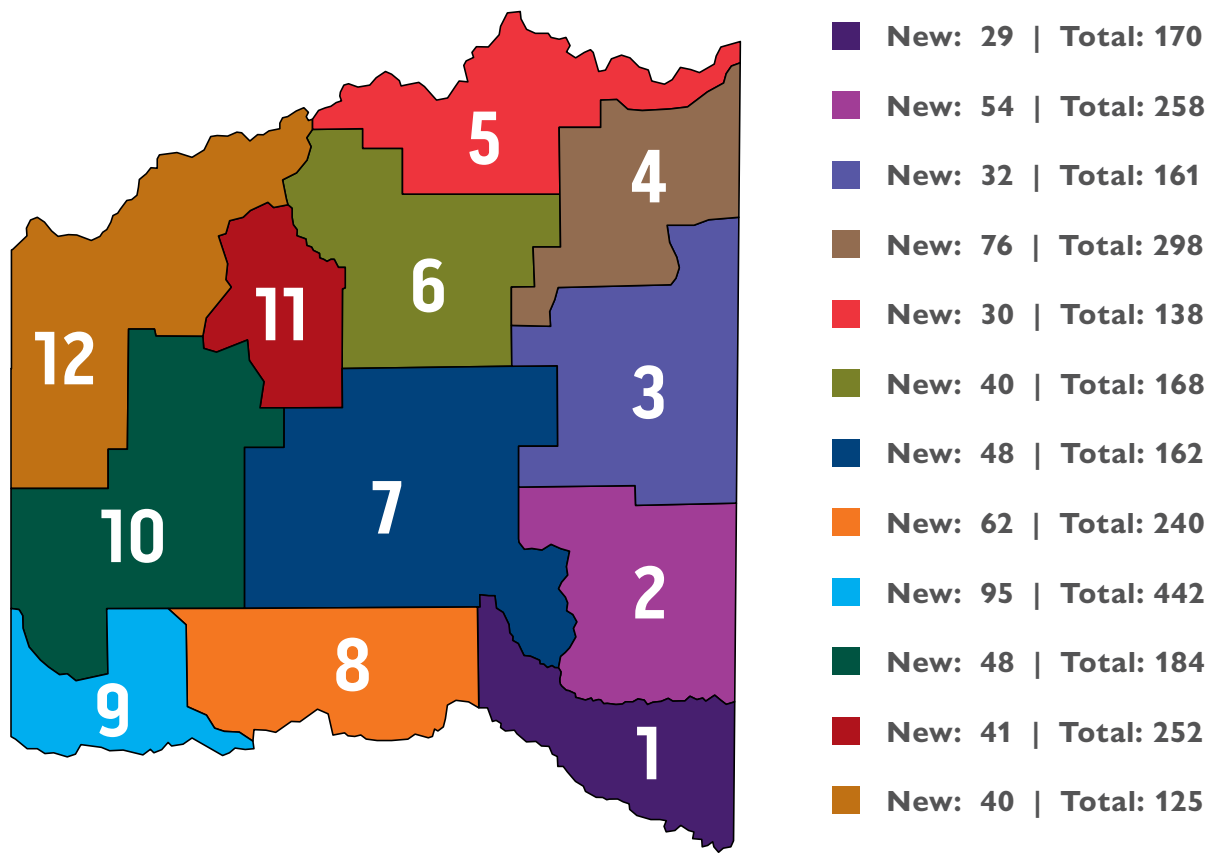 5
4
6
11
12
3
7
10
2
8
9
1
New: 29 | Total: 170
New: 54 | Total: 258
New: 32 | Total: 161
New: 76 | Total: 298
New: 30 | Total: 138
New: 40 | Total: 168
New: 48 | Total: 162
New: 62 | Total: 240
New: 95 | Total: 442
New: 48 | Total: 184
New: 41 | Total: 252
New: 40 | Total: 125